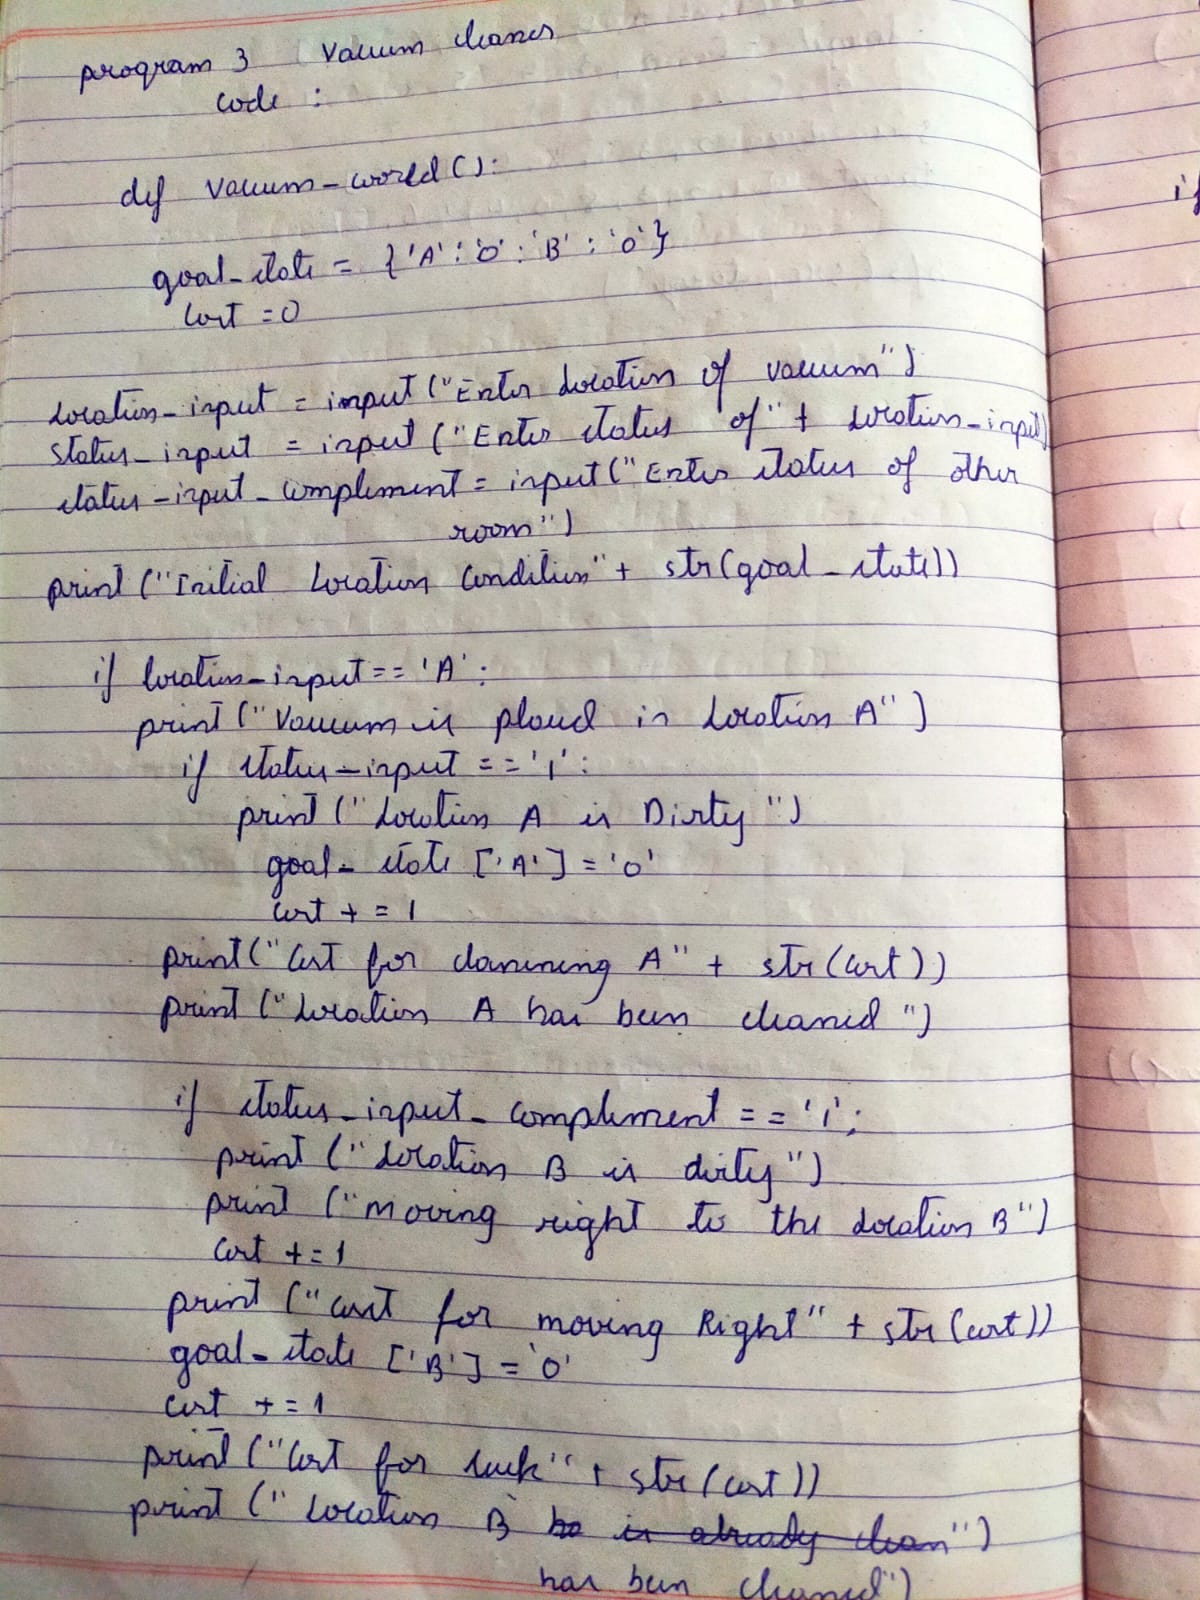 program 3 Vacuum cleaner
code :
def vacuum-world():
goal-state = {'A':'0':'B':'0'}
cost = 0
Location-input = input ("Enter Location of vacuum")
Status-input = input ("Enter status of" + Location-input)
status-input-complement = input("Enter status of other
room")
print ("Initial Location Condition" + str(goal-state))
if location-input == 'A':
print ("Vacuum is placed in Location A")
if status-input == '1':
print ("Location A is Dirty")
goal-state ['A'] = '0'
cost += 1
print("Cost for A" + str(cost))
print ("Location A has been cleaned")
if status-input-complement == '1':
print ("Location B is dirty")
print ("Moving right to the Location B")
cost += 1
print ("cost for moving Right" + str(cost))
goal-state ['B'] = '0'
cost += 1
print ("Cost for suck" + str(cost))
print (" Location B is already clean")
has been cleaned")
if